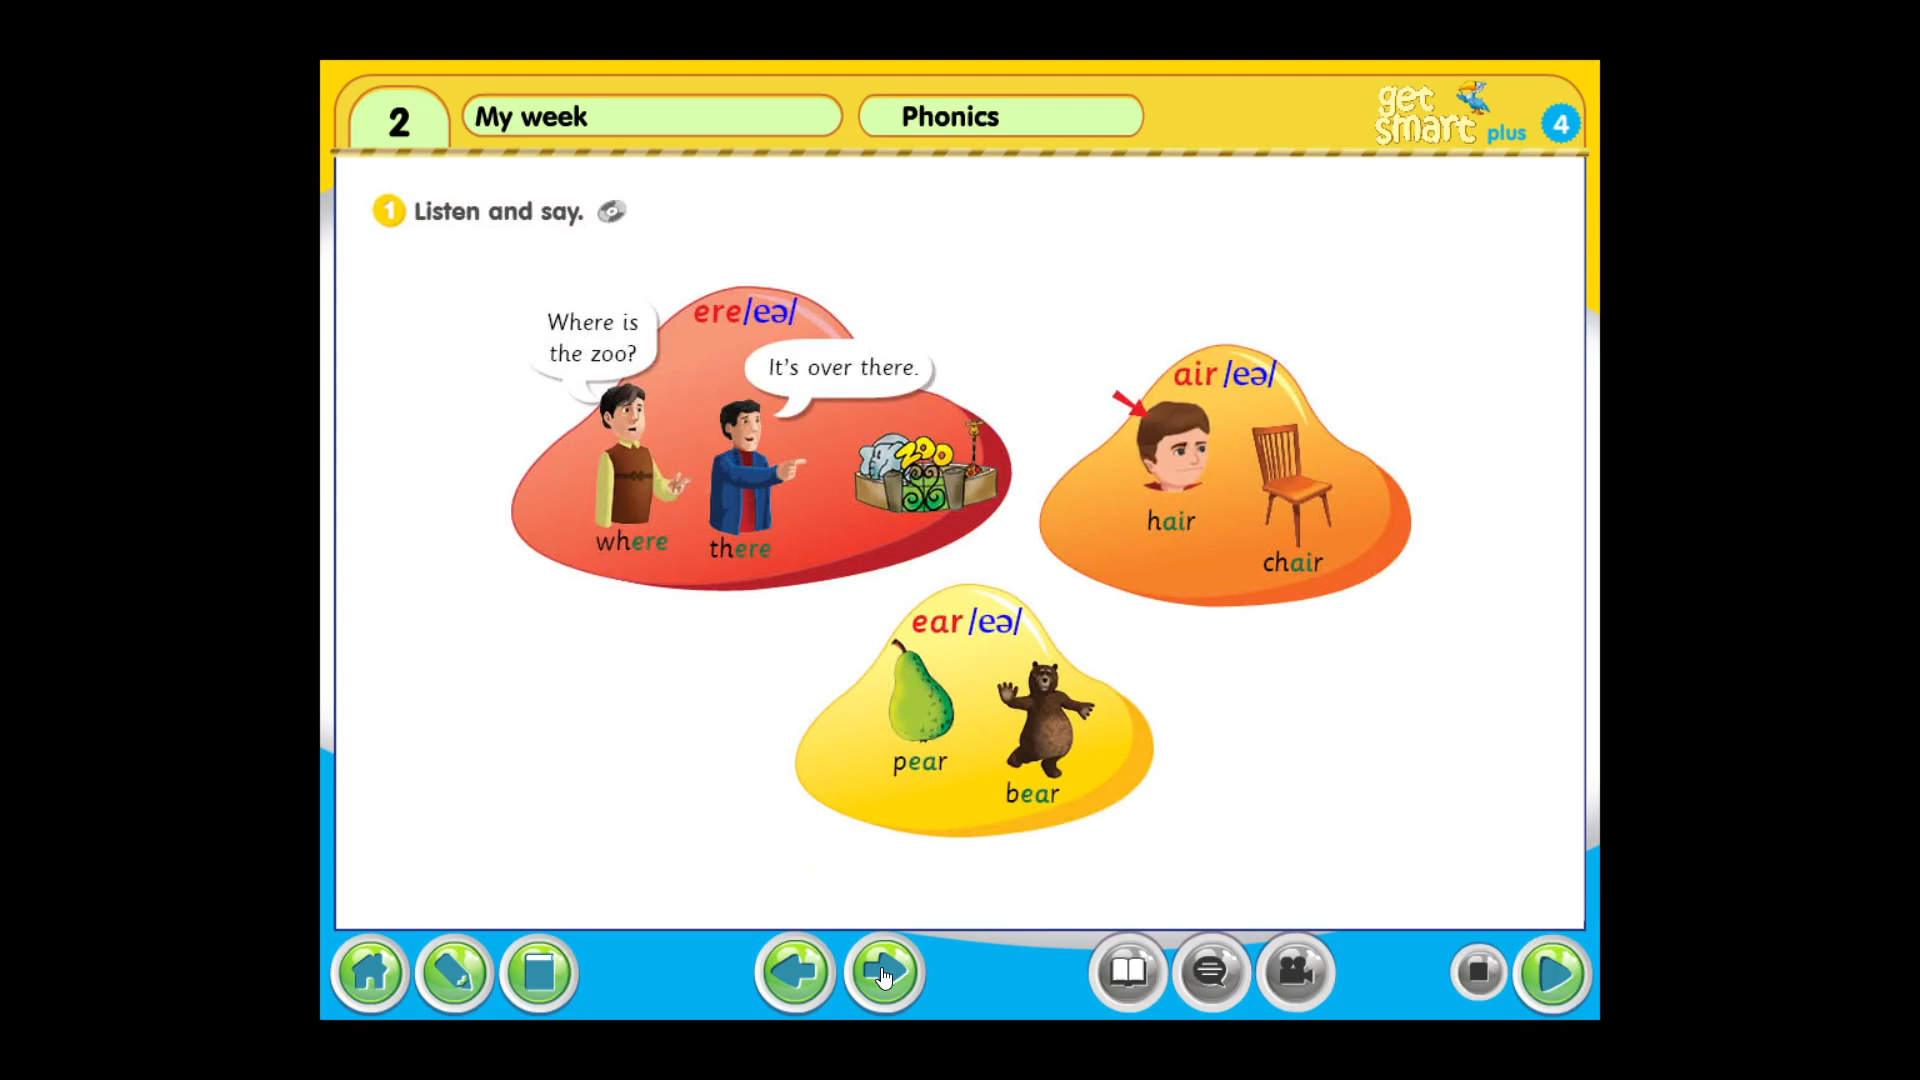 2
My week
Phonics
get
smart plus 4
1 Listen and say.
Where is
the zoo?
ere/eə/
It's over there.
ZOO
where
there
air/eə/
hair
chair
ear/eə/
pear
bear